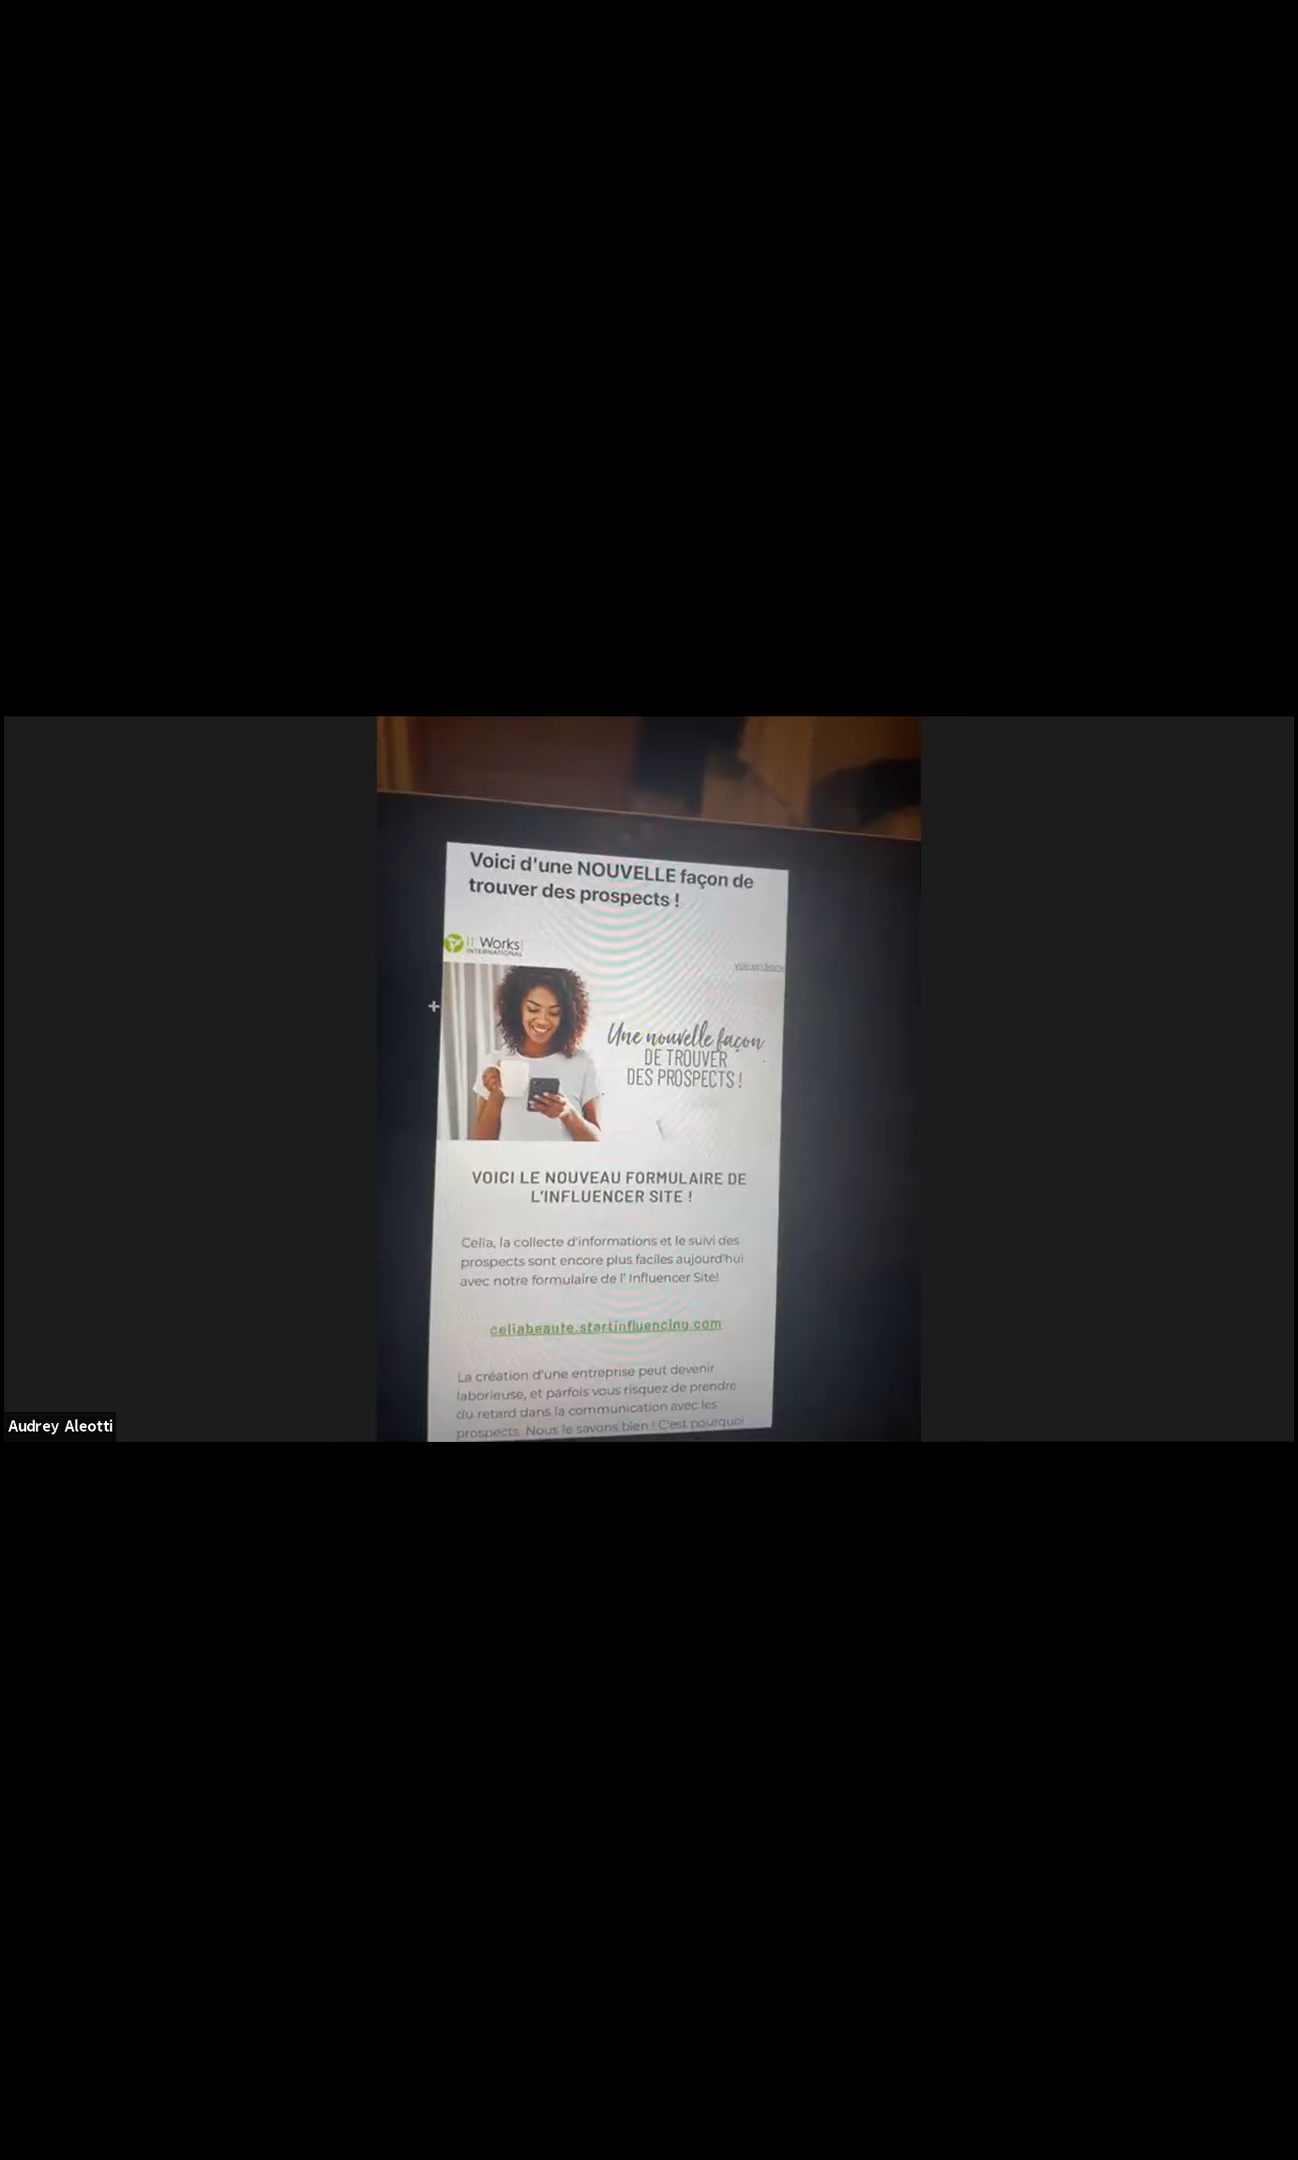 Voici d'une NOUVELLE façon de
trouver des prospects !
It Works!
INTERNATIONAL
Une nouvelle façon
DE TROUVER
DES PROSPECTS !
VOICI LE NOUVEAU FORMULAIRE DE
L'INFLUENCER SITE !
Celia, la collecte d'informations et le suivi des
prospects sont encore plus faciles aujourd'hui
avec notre formulaire de l' Influencer Site!
celiabeaute.startinfluencing.com
La création d'une entreprise peut devenir
laborieuse, et parfois vous risquez de prendre
du retard dans la communication avec les
prospects. Nous le savons bien ! C'est pourquoi
Audrey Aleotti